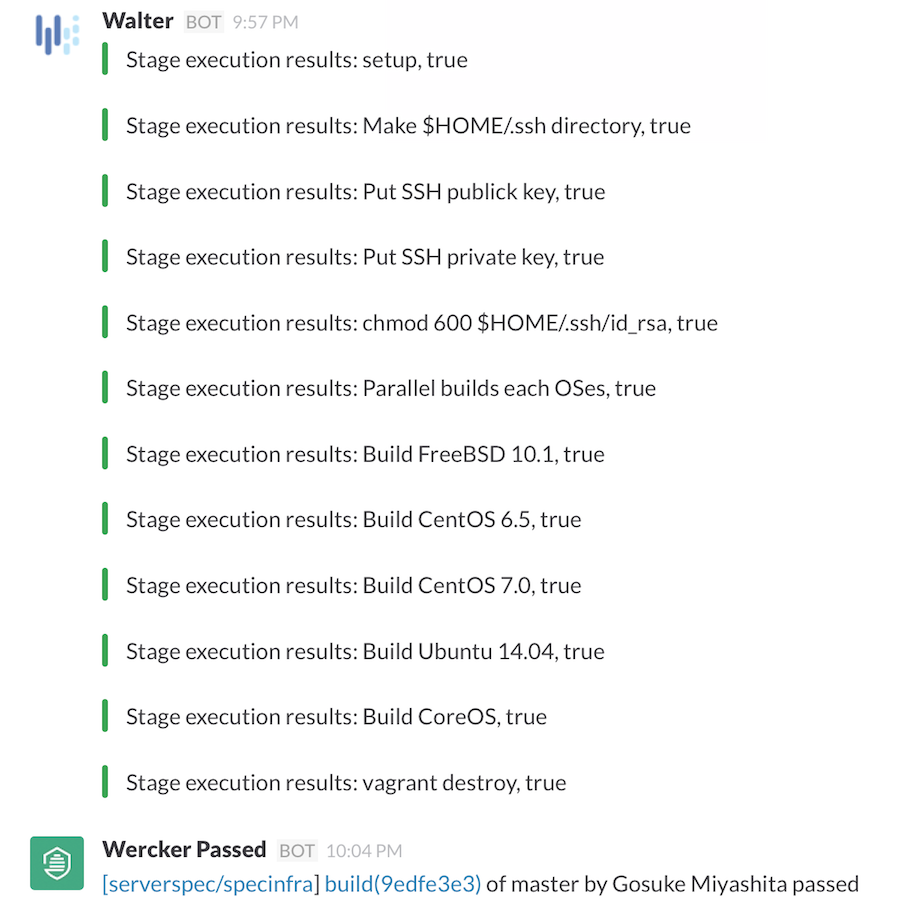 Walter BOT 9:57 PM
Stage execution results: setup, true
Stage execution results: Make $HOME/.ssh directory, true
Stage execution results: Put SSH publick key, true
Stage execution results: Put SSH private key, true
Stage execution results: chmod 600 $HOME/.ssh/id_rsa, true
Stage execution results: Parallel builds each OSes, true
Stage execution results: Build FreeBSD 10.1, true
Stage execution results: Build CentOS 6.5, true
Stage execution results: Build CentOS 7.0, true
Stage execution results: Build Ubuntu 14.04, true
Stage execution results: Build CoreOS, true
Stage execution results: vagrant destroy, true
Wercker Passed BOT 10:04 PM
[serverspec/specinfra] build(9edfe3e3) of master by Gosuke Miyashita passed